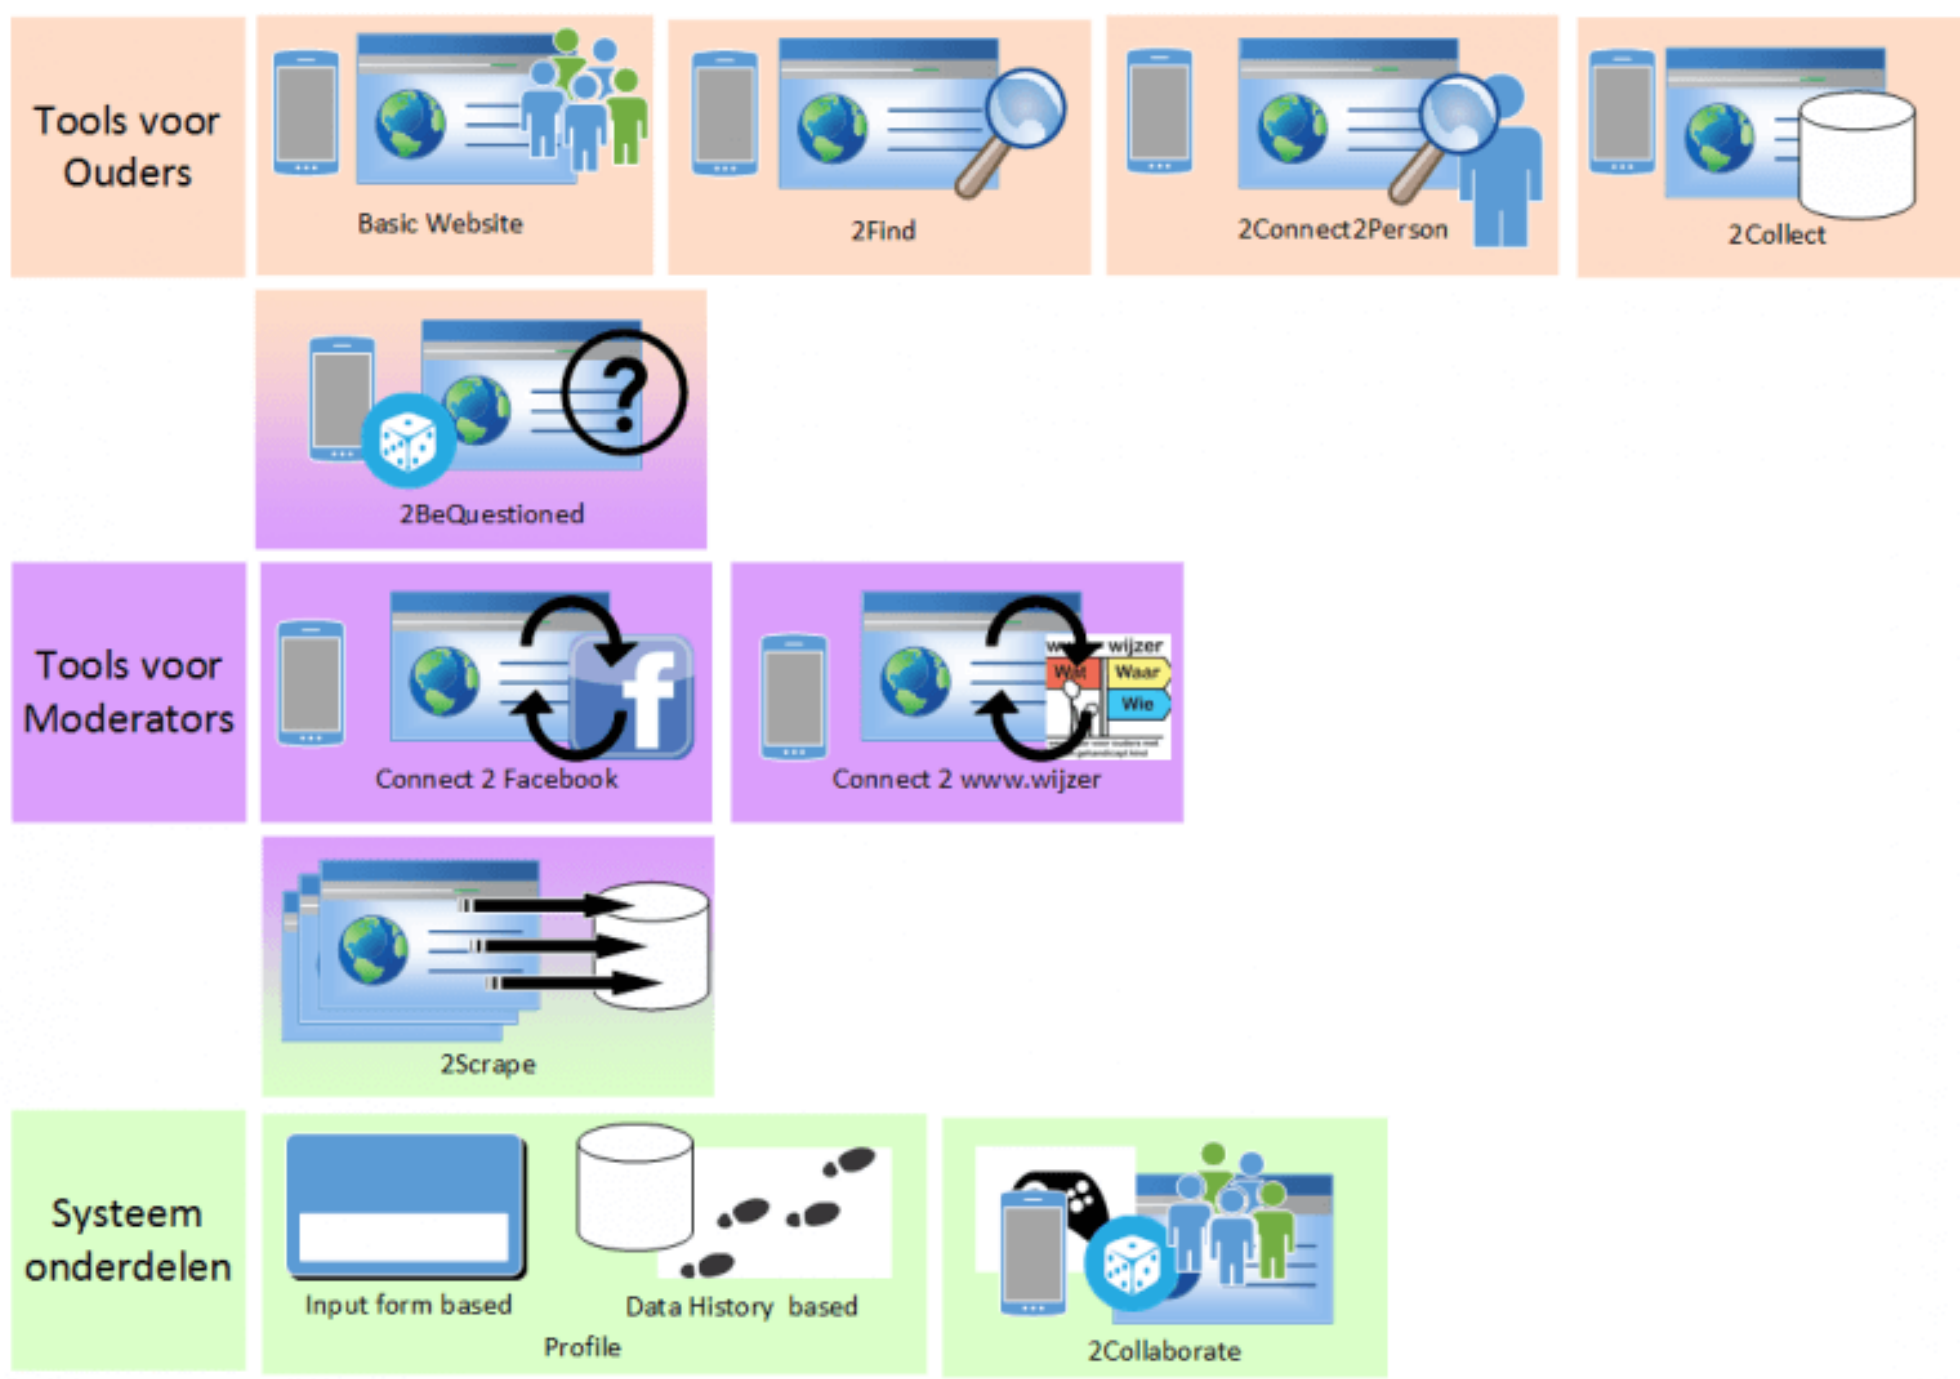 Tools voor
Ouders
Basic Website
2Find
2Connect2Person
2Collect
2BeQuestioned
Tools voor
Moderators
Connect 2 Facebook
wijzer
Wat
Waar
Wie
Connect 2 www.wijzer
2Scrape
Systeem
onderdelen
Input form based
Data History based
Profile
2Collaborate